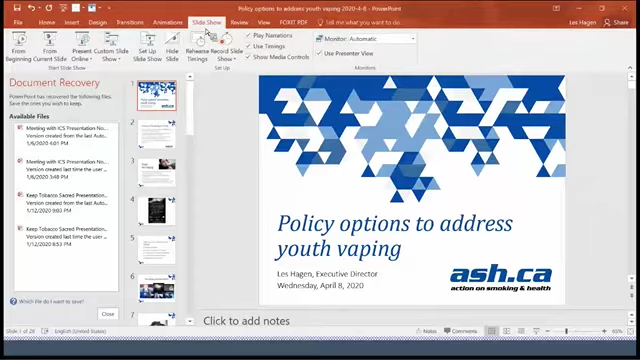 Policy options to address youth vaping 2020-4-8 - PowerPoint
File Home Insert Design Transitions Animations Slide Show Review View FOXIT PDF Tell me what you want to do... Les Hagen Share
From Beginning
From Current Slide
Present Online
Custom Slide Show
Set Up Slide Show
Hide Slide
Rehearse Timings
Record Slide Show
Play Narrations
Use Timings
Show Media Controls
Monitor: Automatic
Use Presenter View
Start Slide Show
Set Up
Monitors
Document Recovery
PowerPoint has recovered the following files.
Save the ones you wish to keep.
Available Files
Meeting with ICS Presentation No...
Version created from the last Auto...
1/6/2020 4:01 PM
Meeting with ICS Presentation No...
Version created last time the user ...
1/6/2020 3:48 PM
Keep Tobacco Sacred Presentation...
Version created from the last Auto...
1/12/2020 9:03 PM
Keep Tobacco Sacred Presentation...
Version created last time the user ...
1/12/2020 8:53 PM
Which file do I want to save?
Close
1
2
3
4
5
6
7
Policy options to address
youth vaping
Les Hagen, Executive Director
Wednesday, April 8, 2020
ash.ca
action on smoking & health
Click to add notes
Slide 1 of 28 English (United States) Notes Comments 65%